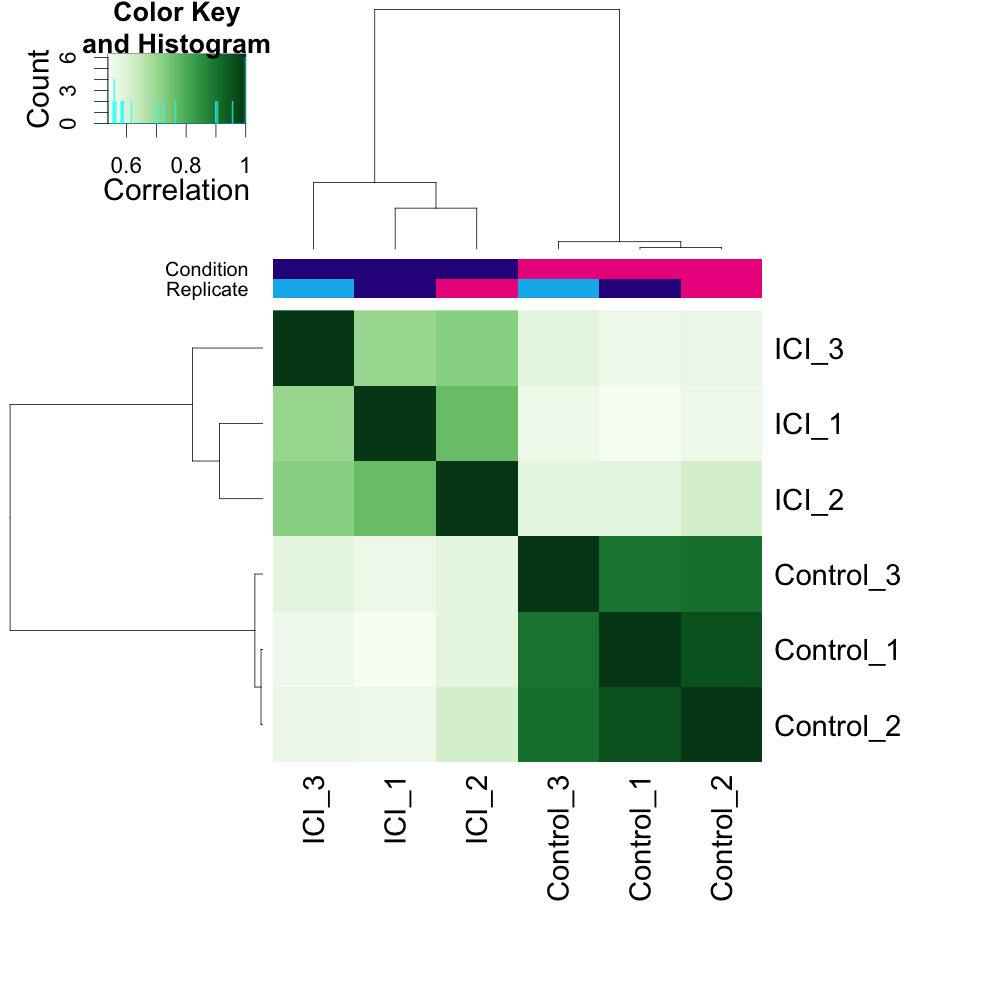 Color Key
and Histogram
Count
0 3 6
0.6 0.8 1
Correlation
Condition
Replicate
ICI_3
ICI_1
ICI_2
Control_3
Control_1
Control_2
ICI_3
ICI_1
ICI_2
Control_3
Control_1
Control_2